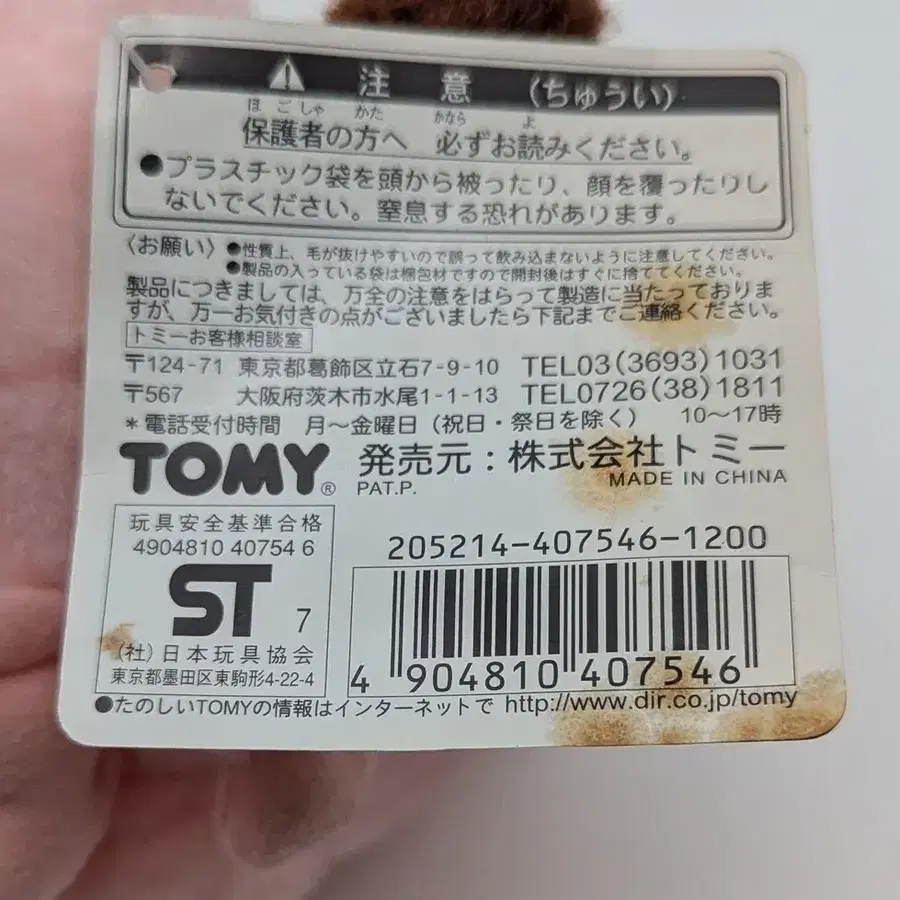 ⚠ 注意 (ちゅうい)
ほごしゃ かた かなら よ
保護者の方へ 必ずお読みください。
●プラスチック袋を頭から被ったり、顔を覆ったりし
ないでください。窒息する恐れがあります。
〈お願い〉●性質上、毛が抜けやすいので誤って飲み込まないように注意してください。
●製品の入っている袋は梱包材ですので開封後はすぐに捨ててください。
製品につきましては、万全の注意をはらって製造に当たっておりま
すが、万一お気付きの点がございましたら下記までご連絡ください。
トミーお客様相談室
〒124-71 東京都葛飾区立石7-9-10 TEL03(3693)1031
〒567 大阪府茨木市水尾1-1-13 TEL0726(38)1811
*電話受付時間 月〜金曜日(祝日・祭日を除く) 10〜17時
TOMY® 発売元:株式会社トミー
PAT.P. MADE IN CHINA
玩具安全基準合格
4904810 40754 6
ST 7
(社)日本玩具協会
東京都墨田区東駒形4-22-4
205214-407546-1200
4 904810 407546
●たのしいTOMYの情報はインターネットで http://www.dir.co.jp/tomy